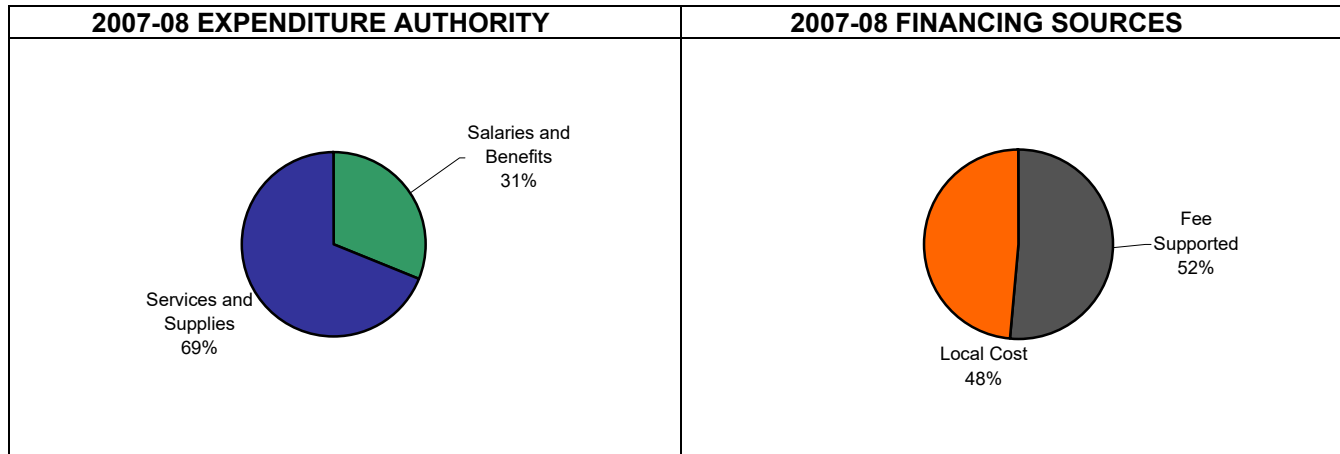 2007-08 EXPENDITURE AUTHORITY
Salaries and
Benefits
31%
Services and
Supplies
69%
2007-08 FINANCING SOURCES
Fee
Supported
52%
Local Cost
48%